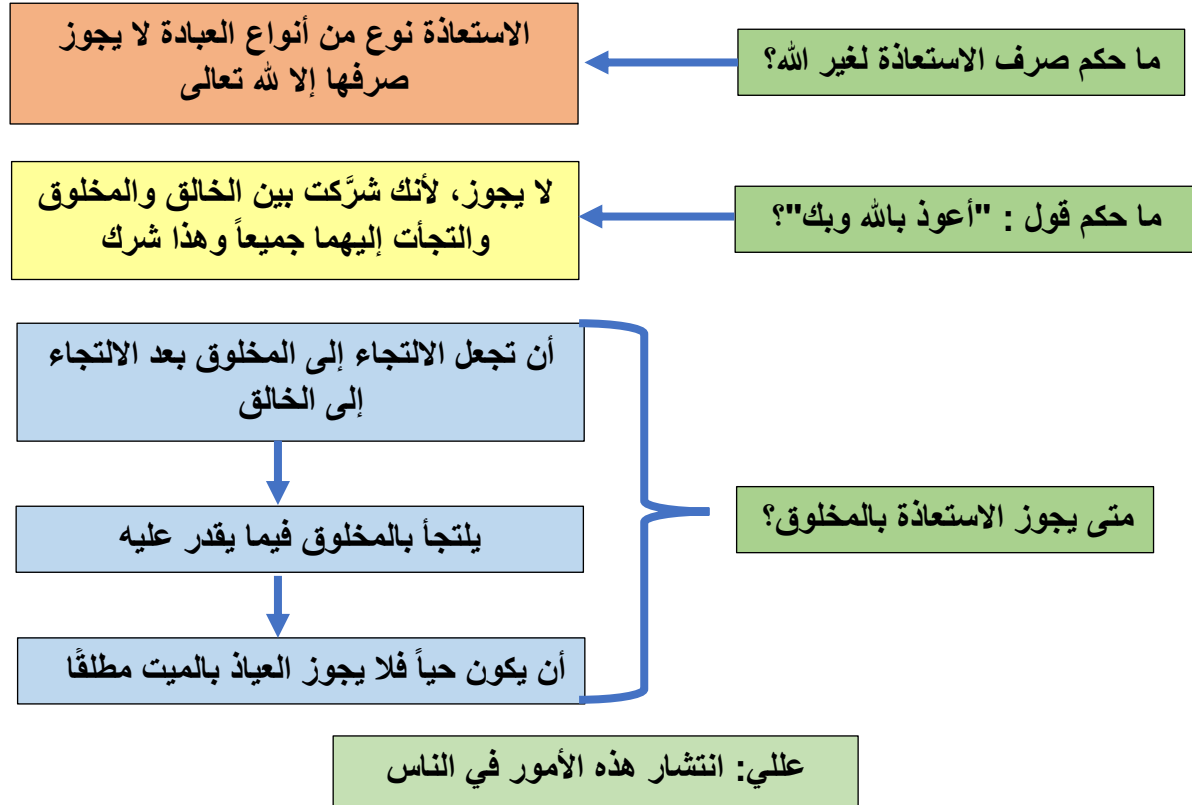 ما حكم صرف الاستعاذة لغير الله؟
الاستعاذة نوع من أنواع العبادة لا يجوز
صرفها إلا لله تعالى
ما حكم قول : "أعوذ بالله وبك"؟
لا يجوز، لأنك شرَّكت بين الخالق والمخلوق
والتجأت إليهما جميعاً وهذا شرك
متى يجوز الاستعاذة بالمخلوق؟
أن تجعل الالتجاء إلى المخلوق بعد الالتجاء
إلى الخالق
يلتجأ بالمخلوق فيما يقدر عليه
أن يكون حياً فلا يجوز العياذ بالميت مطلقًا
عللي: انتشار هذه الأمور في الناس